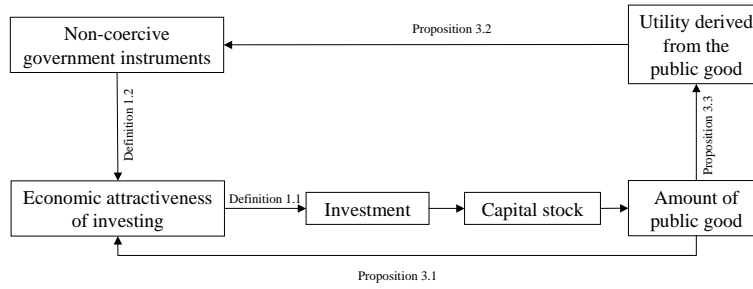 Non-coercive
government instruments
Proposition 3.2
Utility derived
from the
public good
Definition 1.2
Proposition 3.3
Economic attractiveness
of investing
Definition 1.1
Investment
Capital stock
Amount of
public good
Proposition 3.1